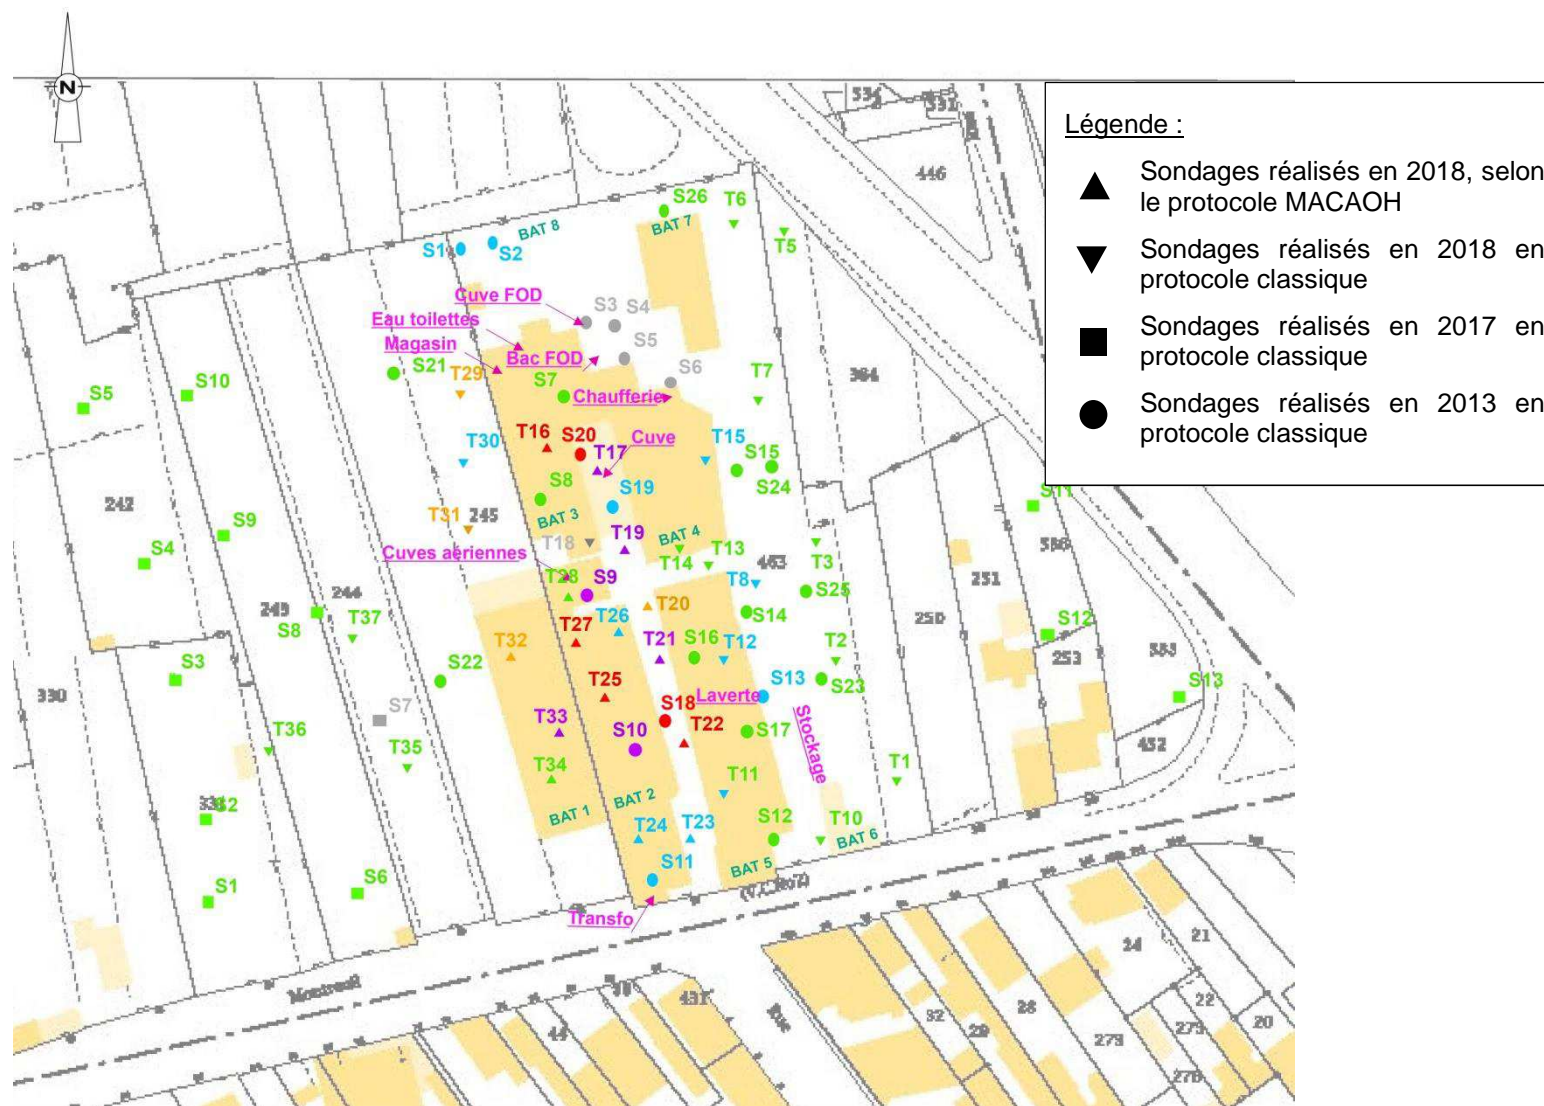 N
Légende :
Sondages réalisés en 2018, selon
le protocole MACAOH
Sondages réalisés en 2018 en
protocole classique
Sondages réalisés en 2017 en
protocole classique
Sondages réalisés en 2013 en
protocole classique
446
S26
T6
T5
BAT 7
BAT 8
S1
S2
Cuve FOD
S3
S4
Eau toilettes
Magasin
Bac FOD
S5
S6
S21
T29
S7
Chaufferie
T7
S5
S10
T16
S20
Cuve
T17
T30
T15
S15
S24
S8
S19
S11
T31
245
BAT 3
T19
BAT 4
242
S9
S4
T18
T13
T14
463
T3
Cuves aériennes
T28
S9
T8
S25
S14
T20
251
250
S12
253
244
S8
T37
T26
T27
T21
S16
T12
T2
S23
T32
S3
S22
T25
Laverte
S13
S13
330
S7
T33
S10
S18
T22
S17
Stockage
T36
T35
T34
T11
T1
432
S2
BAT 1
BAT 2
T24
T23
S12
T10
BAT 6
S11
BAT 5
S1
S6
Transfo
Montreuil
431
44
32
29
28
24
21
22
20